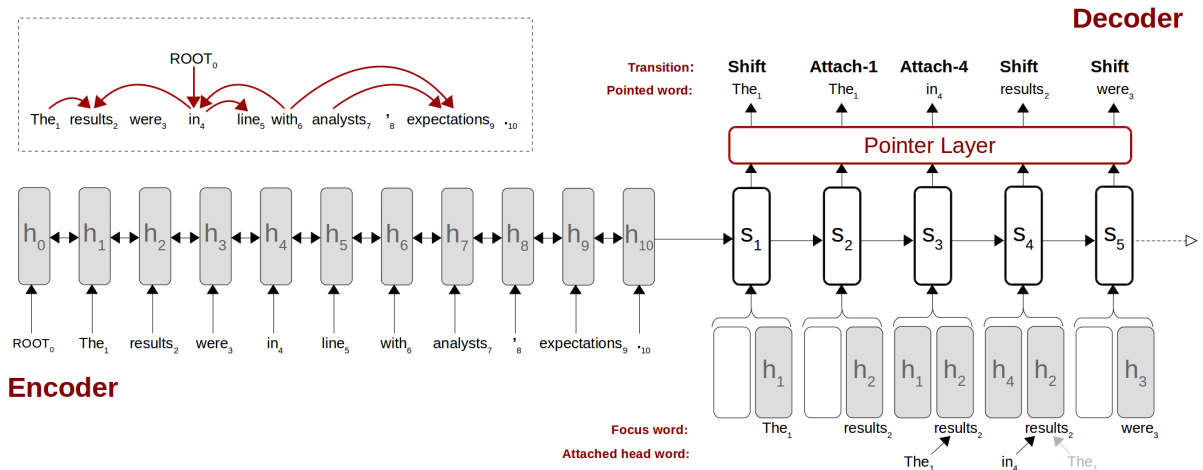 Decoder
ROOT₀
The₁ results₂ were₃ in₄ line₅ with₆ analysts₇ ’₈ expectations₉ .₁₀
Transition: Shift Attach-1 Attach-4 Shift Shift
Pointed word: The₁ The₁ in₄ results₂ were₃
Pointer Layer
h₀ h₁ h₂ h₃ h₄ h₅ h₆ h₇ h₈ h₉ h₁₀ s₁ s₂ s₃ s₄ s₅
ROOT₀ The₁ results₂ were₃ in₄ line₅ with₆ analysts₇ ’₈ expectations₉ .₁₀
Encoder
h₁ h₂ h₁ h₂ h₄ h₂ h₃
Focus word: The₁ results₂ results₂ results₂ were₃
Attached head word: The₁ in₄ The₁